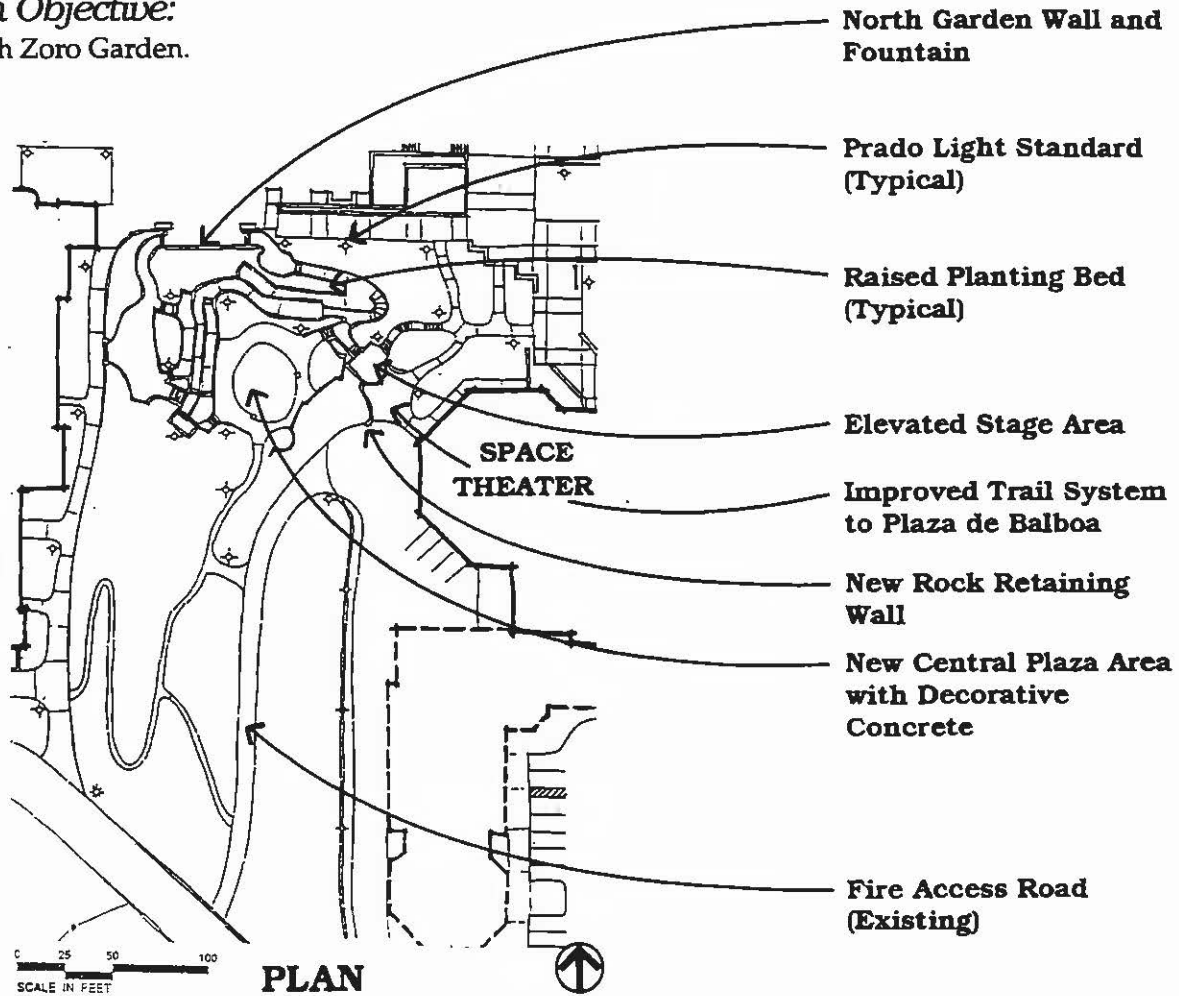 n Objective:
h Zoro Garden.
North Garden Wall and
Fountain
Prado Light Standard
(Typical)
Raised Planting Bed
(Typical)
Elevated Stage Area
SPACE
THEATER
Improved Trail System
to Plaza de Balboa
New Rock Retaining
Wall
New Central Plaza Area
with Decorative
Concrete
Fire Access Road
(Existing)
0 25 50 100
SCALE IN FEET
PLAN